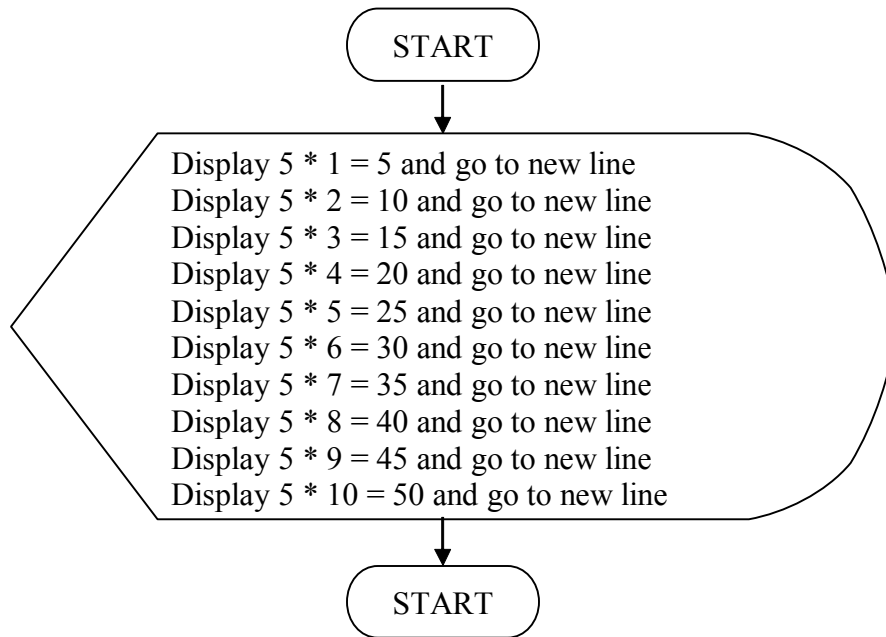 START
Display 5 * 1 = 5 and go to new line
Display 5 * 2 = 10 and go to new line
Display 5 * 3 = 15 and go to new line
Display 5 * 4 = 20 and go to new line
Display 5 * 5 = 25 and go to new line
Display 5 * 6 = 30 and go to new line
Display 5 * 7 = 35 and go to new line
Display 5 * 8 = 40 and go to new line
Display 5 * 9 = 45 and go to new line
Display 5 * 10 = 50 and go to new line
START